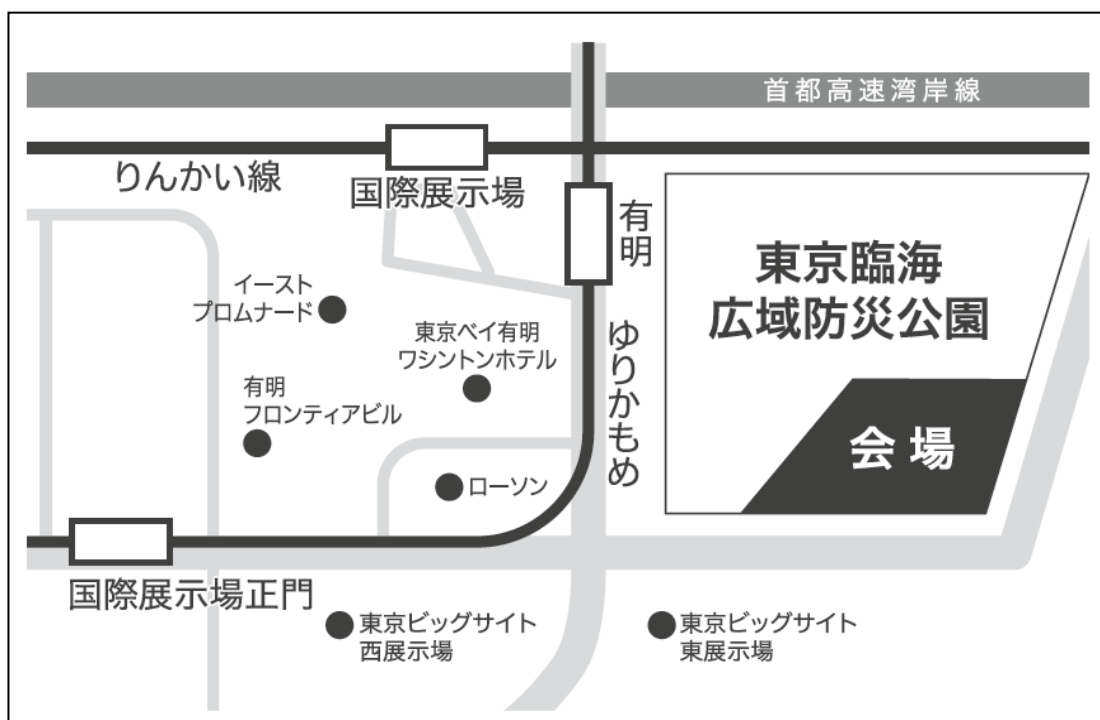 首都高速湾岸線
りんかい線
国際展示場
有明
東京臨海
広域防災公園
イースト
プロムナード
東京ベイ有明
ワシントンホテル
ゆりかもめ
有明
フロンティアビル
会場
ローソン
国際展示場正門
東京ビッグサイト
西展示場
東京ビッグサイト
東展示場